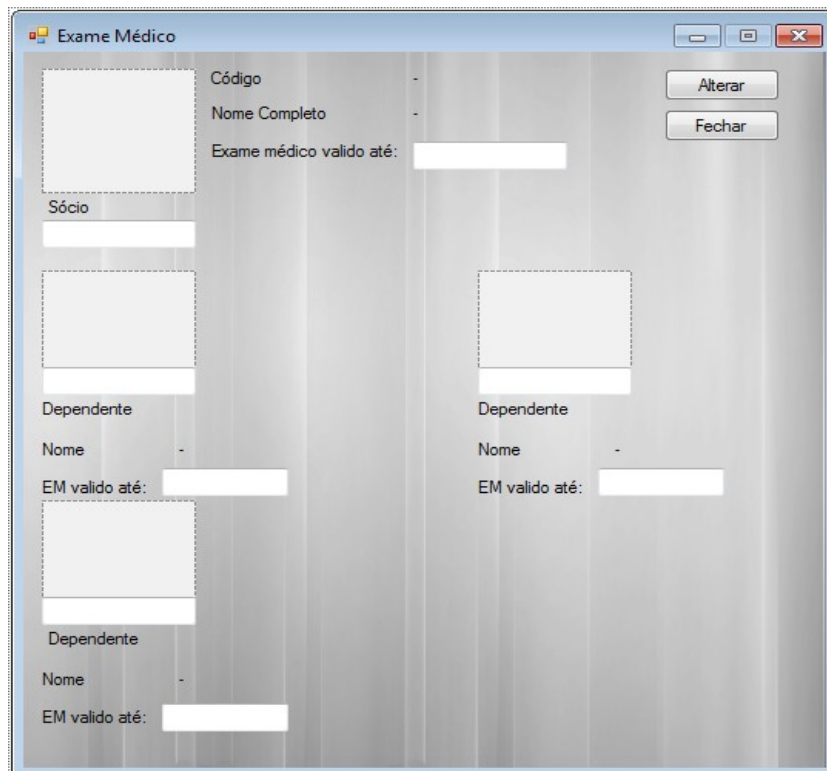 Exame Médico
Código -
Alterar
Nome Completo -
Fechar
Exame médico valido até:
Sócio
Dependente
Dependente
Nome -
Nome -
EM valido até:
EM valido até:
Dependente
Nome -
EM valido até: